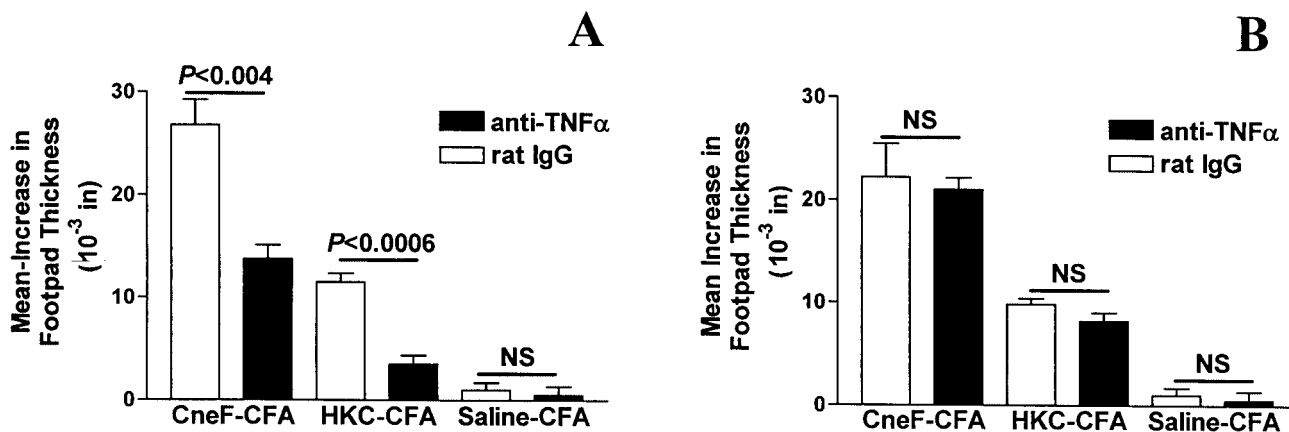 A
P<0.004
30
20
10
0
Mean-Increase in
Footpad Thickness
(10⁻³ in)
anti-TNFα
rat IgG
P<0.0006
NS
CneF-CFA HKC-CFA Saline-CFA
B
30
20
10
0
Mean Increase in
Footpad Thickness
(10⁻³ in)
NS
anti-TNFα
rat IgG
NS
NS
CneF-CFA HKC-CFA Saline-CFA